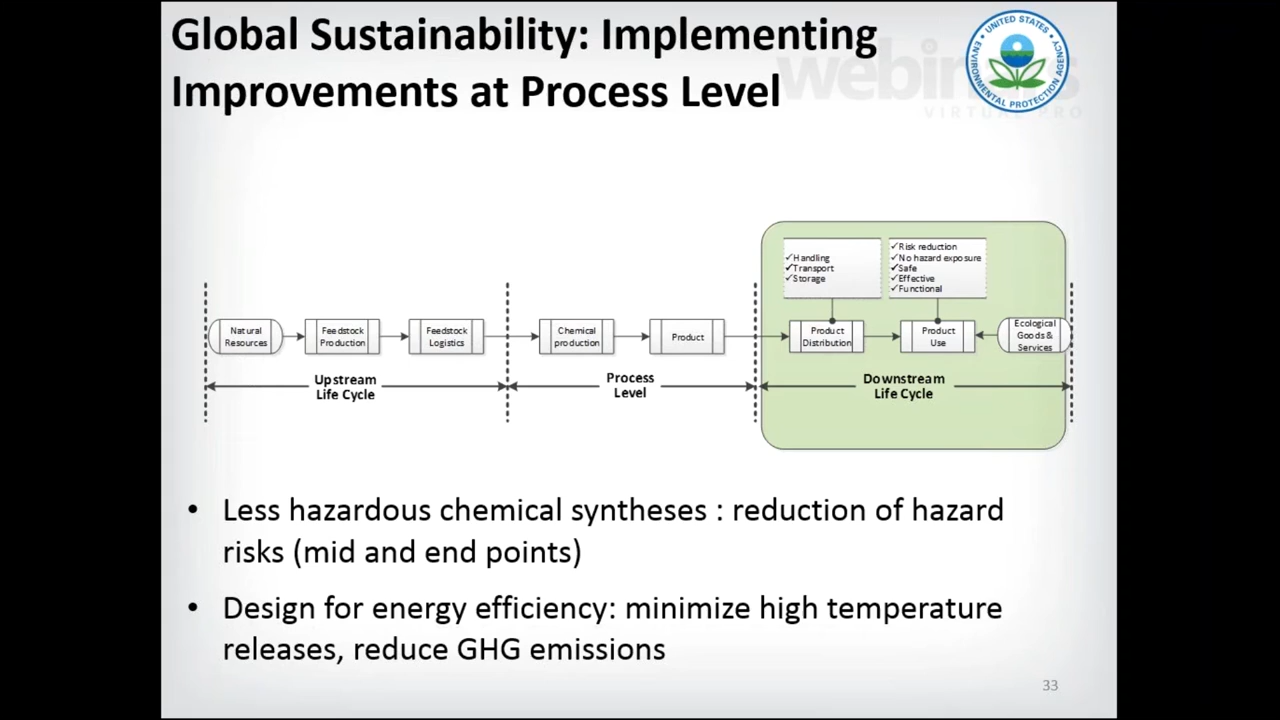 Global Sustainability: Implementing
Improvements at Process Level
UNITED STATES
ENVIRONMENTAL PROTECTION AGENCY
VIRTUAL PRO
✓Handling
✓Transport
✓Storage
✓Risk reduction
✓No hazard exposure
✓Safe
✓Effective
✓Functional
Natural
Resources
Feedstock
Production
Feedstock
Logistics
Chemical
production
Product
Product
Distribution
Product
Use
Ecological
Goods &
Services
Upstream
Life Cycle
Process
Level
Downstream
Life Cycle
• Less hazardous chemical syntheses : reduction of hazard
risks (mid and end points)
• Design for energy efficiency: minimize high temperature
releases, reduce GHG emissions
33